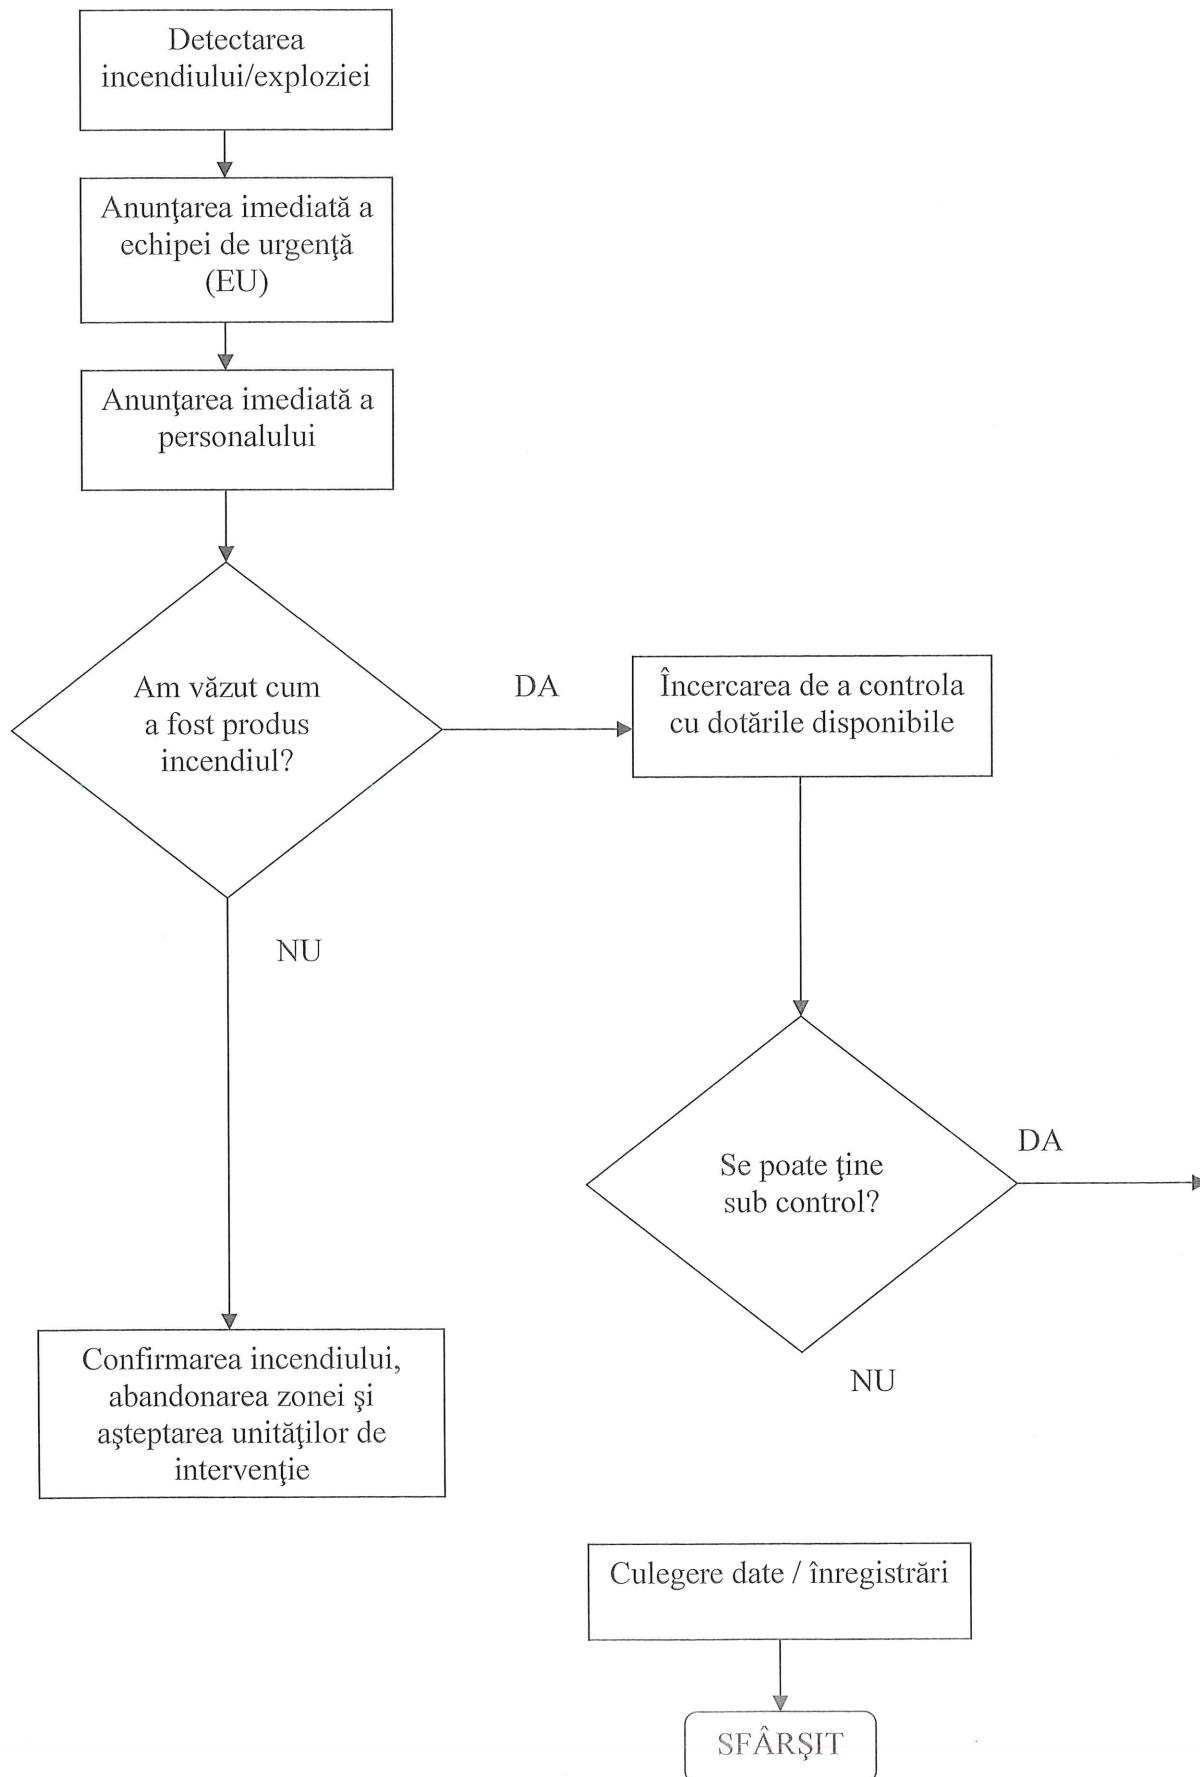 Detectarea
incendiului/exploziei
Anunţarea imediată a
echipei de urgenţă
(EU)
Anunţarea imediată a
personalului
Am văzut cum
a fost produs
incendiul?
DA
Încercarea de a controla
cu dotările disponibile
NU
Se poate ţine
sub control?
DA
NU
Confirmarea incendiului,
abandonarea zonei şi
aşteptarea unităţilor de
intervenţie
Culegere date / înregistrări
SFÂRŞIT